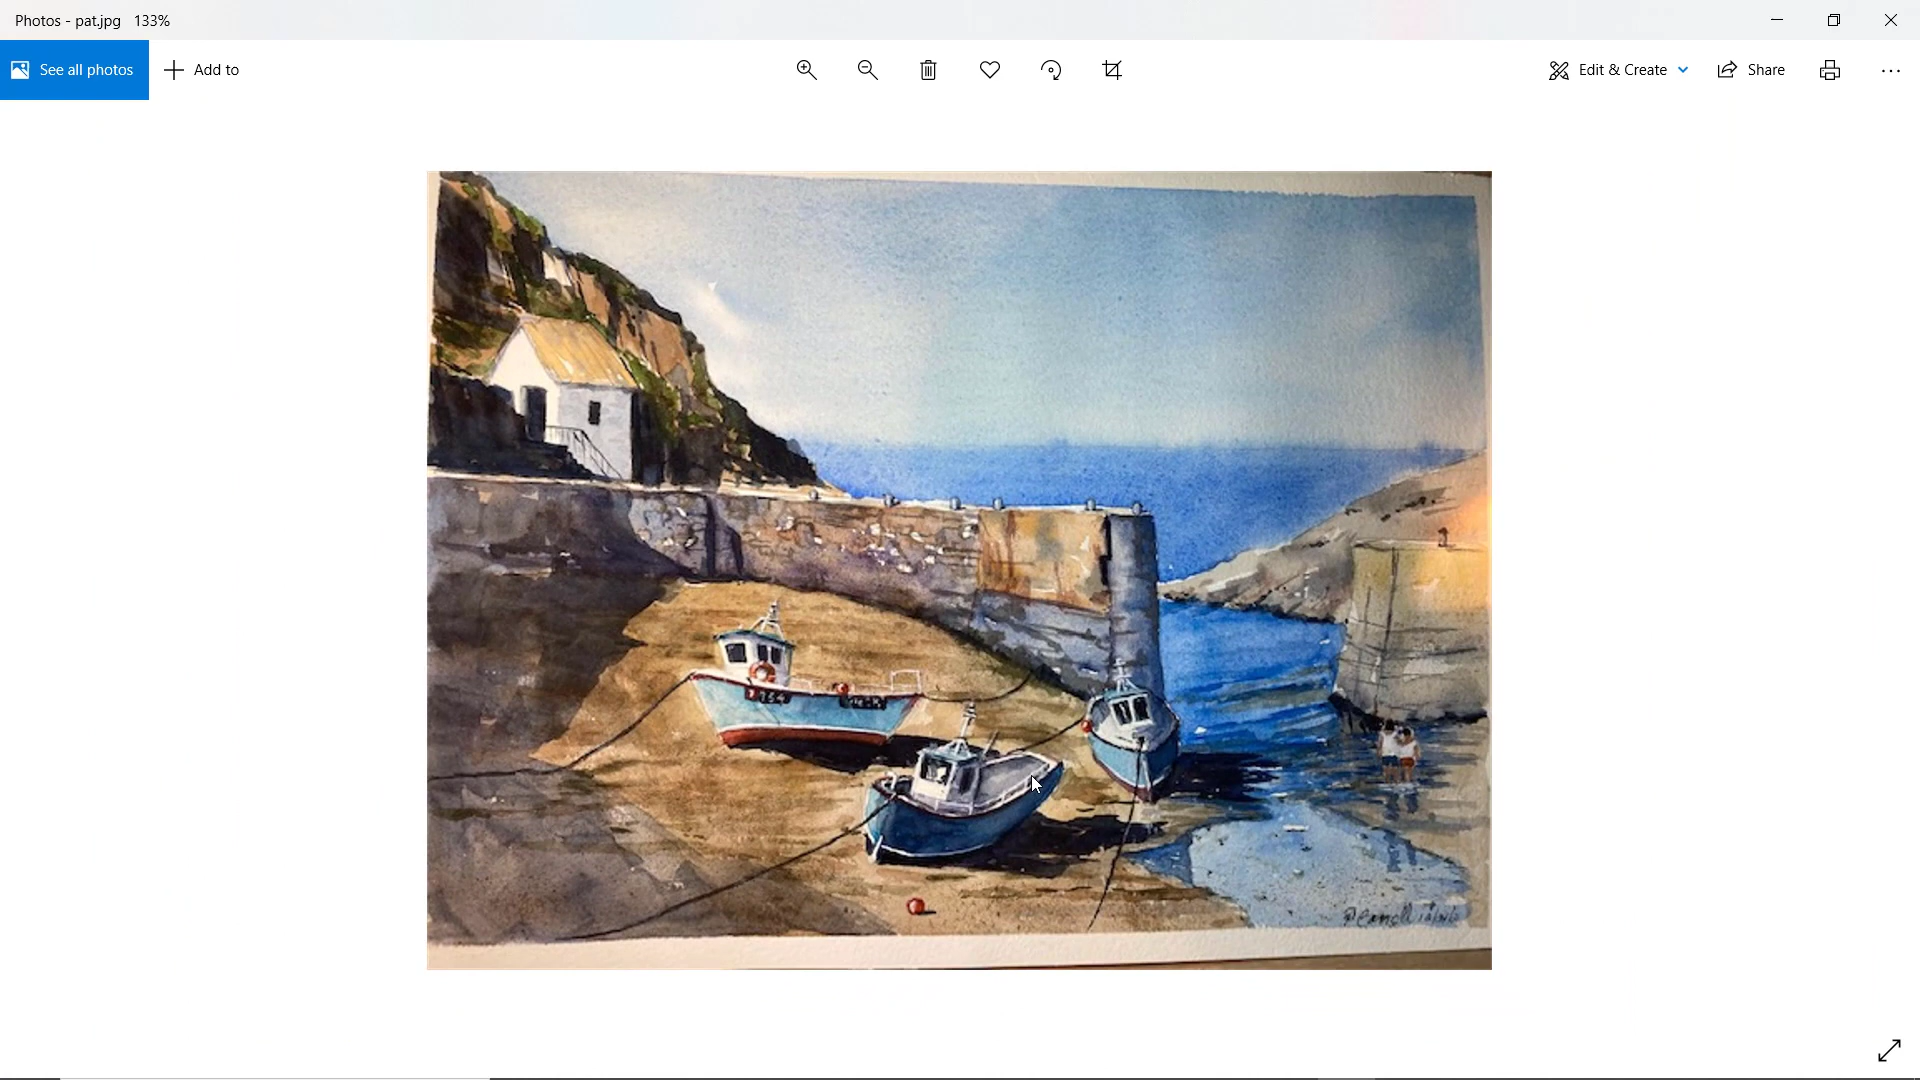 Photos - pat.jpg 133%
See all photos
Add to
Edit & Create
Share